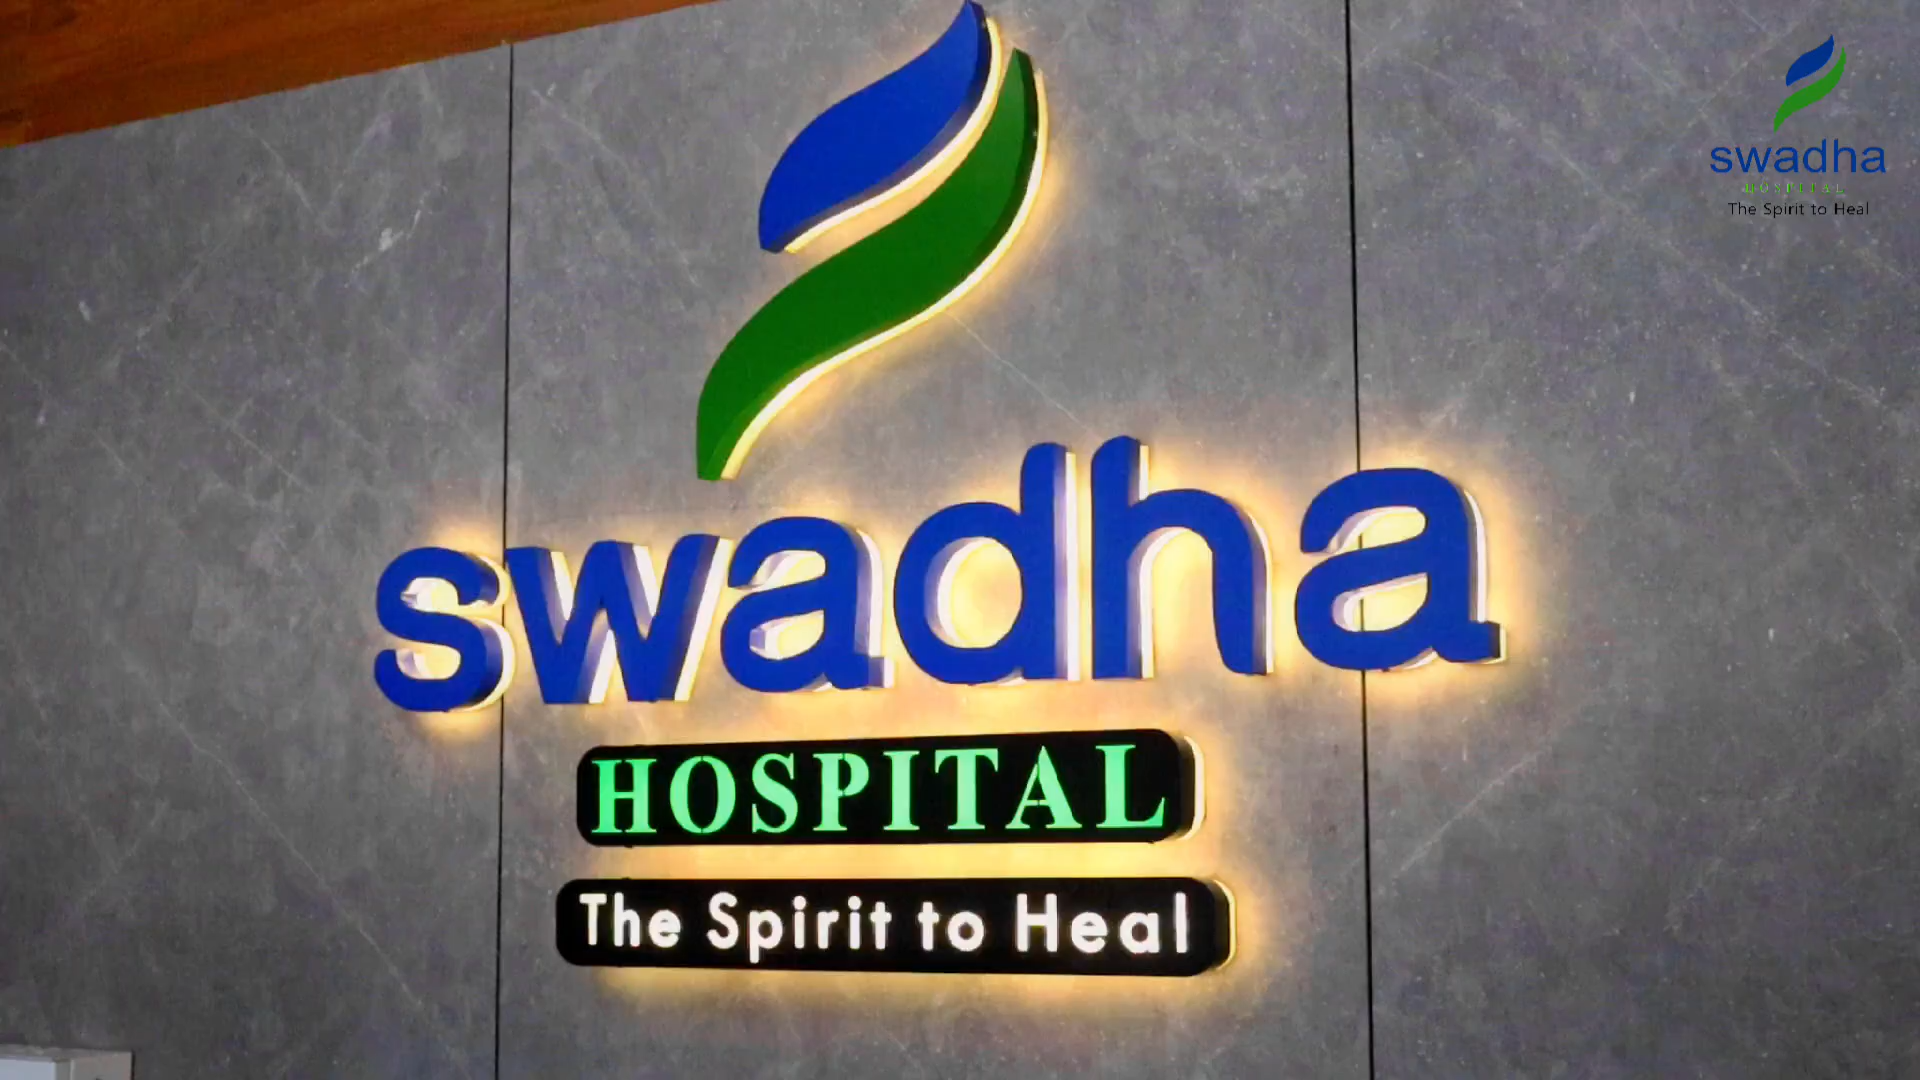 swadha
HOSPITAL
The Spirit to Heal
swadha
HOSPITAL
The Spirit to Heal